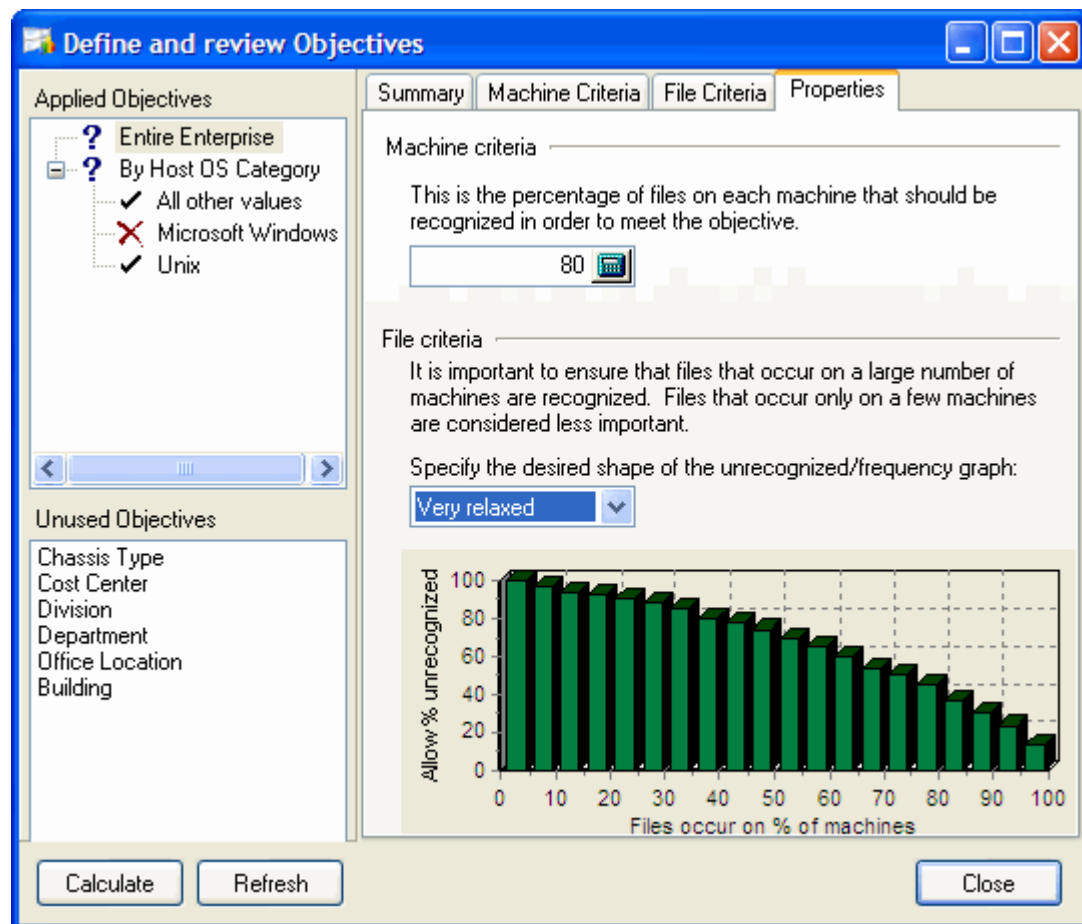 Define and review Objectives
Applied Objectives
? Entire Enterprise
? By Host OS Category
All other values
Microsoft Windows
Unix
Unused Objectives
Chassis Type
Cost Center
Division
Department
Office Location
Building
Summary
Machine Criteria
File Criteria
Properties
Machine criteria
This is the percentage of files on each machine that should be
recognized in order to meet the objective.
80
File criteria
It is important to ensure that files that occur on a large number of
machines are recognized. Files that occur only on a few machines
are considered less important.
Specify the desired shape of the unrecognized/frequency graph:
Very relaxed
Allow % unrecognized
100
80
60
40
20
0
0 10 20 30 40 50 60 70 80 90 100
Files occur on % of machines
Calculate
Refresh
Close